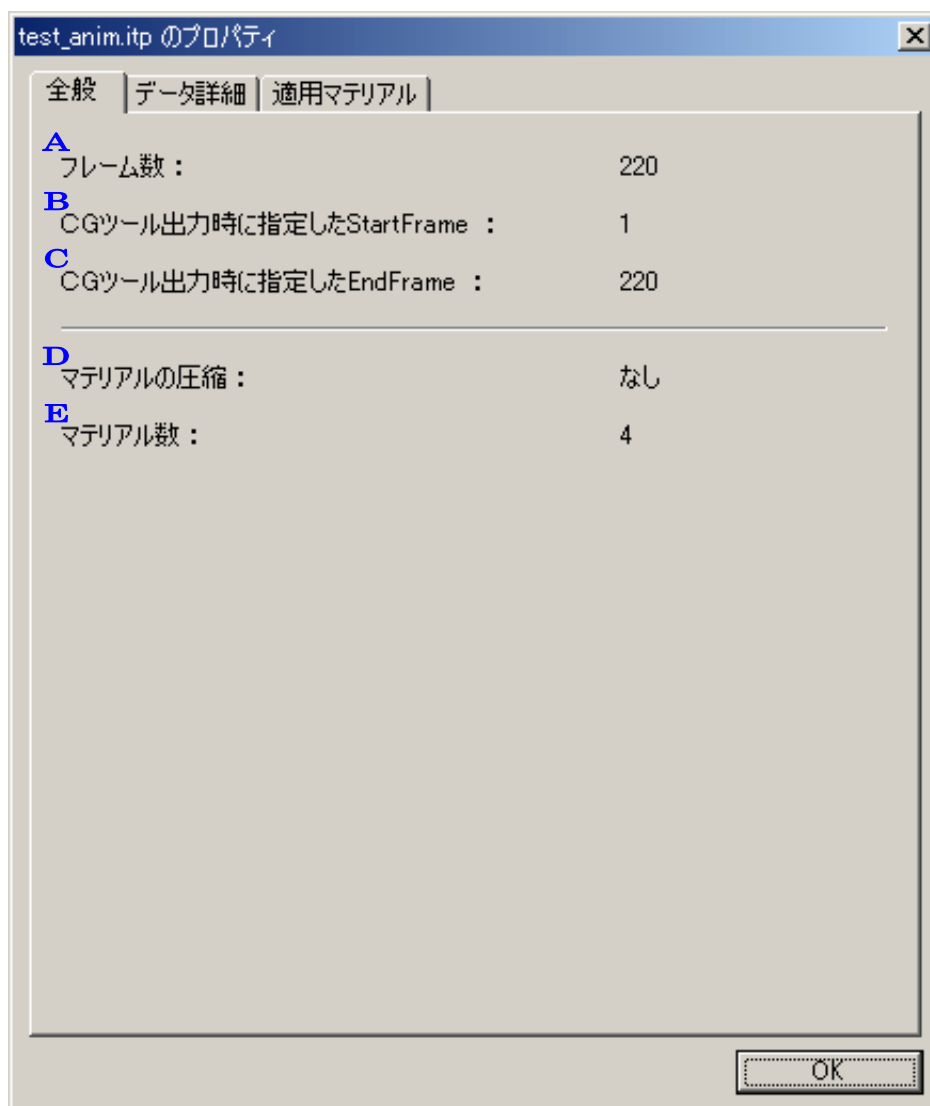 test_anim.itp のプロパティ
全般 データ詳細 適用マテリアル
A
フレーム数： 220
B
CGツール出力時に指定したStartFrame ： 1
C
CGツール出力時に指定したEndFrame ： 220
D
マテリアルの圧縮： なし
E
マテリアル数： 4
OK